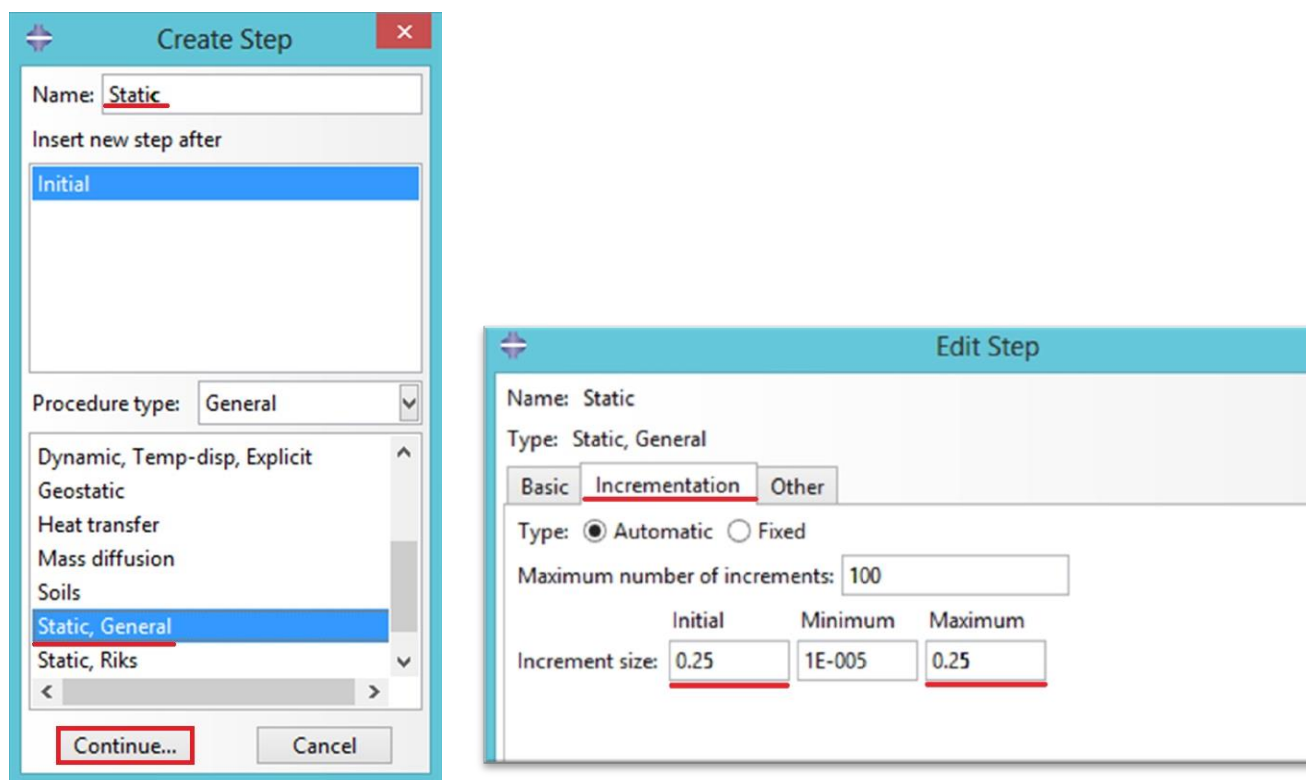 Create Step
Name: Static
Insert new step after
Initial
Procedure type: General
Dynamic, Temp-disp, Explicit
Geostatic
Heat transfer
Mass diffusion
Soils
Static, General
Static, Riks
Continue... Cancel
Edit Step
Name: Static
Type: Static, General
Basic Incrementation Other
Type: Automatic Fixed
Maximum number of increments: 100
Initial Minimum Maximum
Increment size: 0.25 1E-005 0.25